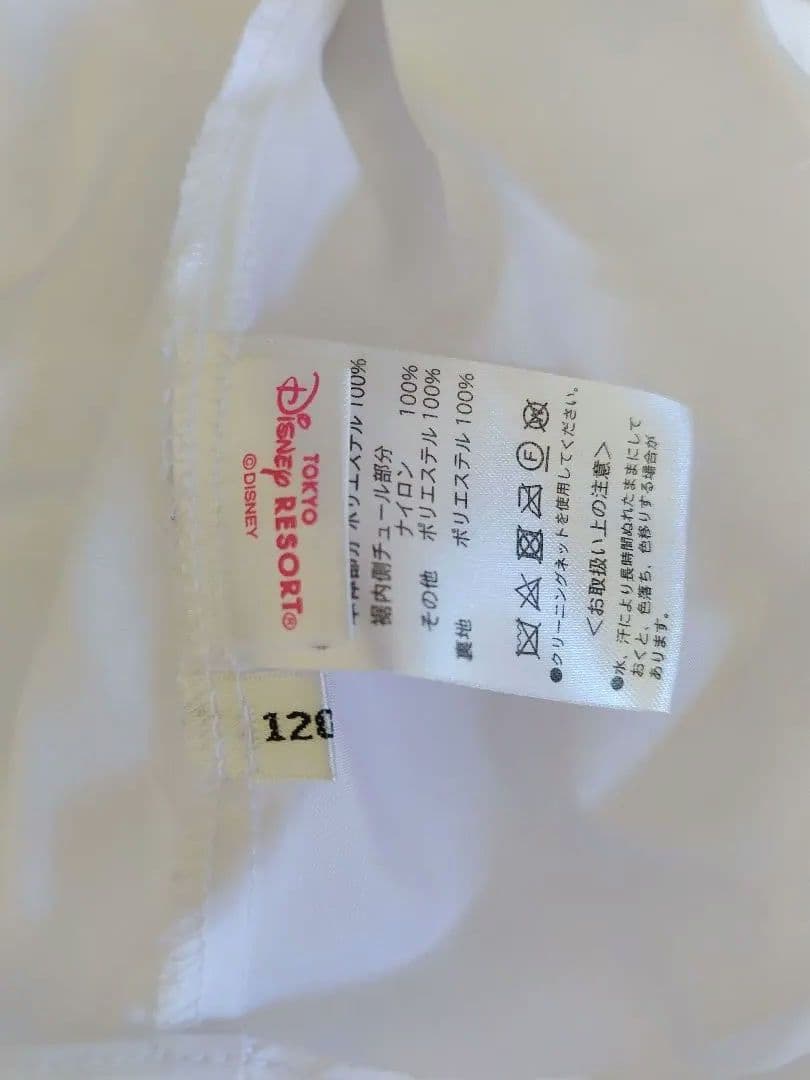 TOKYO
DISNEY RESORT®
©DISNEY
ポリエステル 100%
裾内側チュール部分
ナイロン 100%
その他 ポリエステル 100%
裏地 ポリエステル 100%
F
●クリーニングネットを使用してください。
＜お取扱い上の注意＞
●水、汗により長時間ぬれたままにして
おくと、色落ち、色移りする場合が
あります。
120